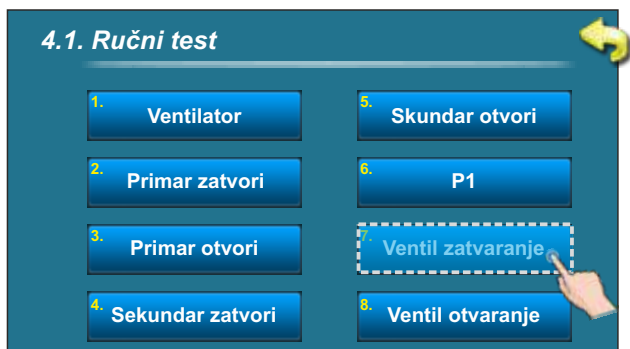 4.1. Ručni test
1. Ventilator
2. Primar zatvori
3. Primar otvori
4. Sekundar zatvori
5. Skundar otvori
6. P1
7. Ventil zatvaranje
8. Ventil otvaranje